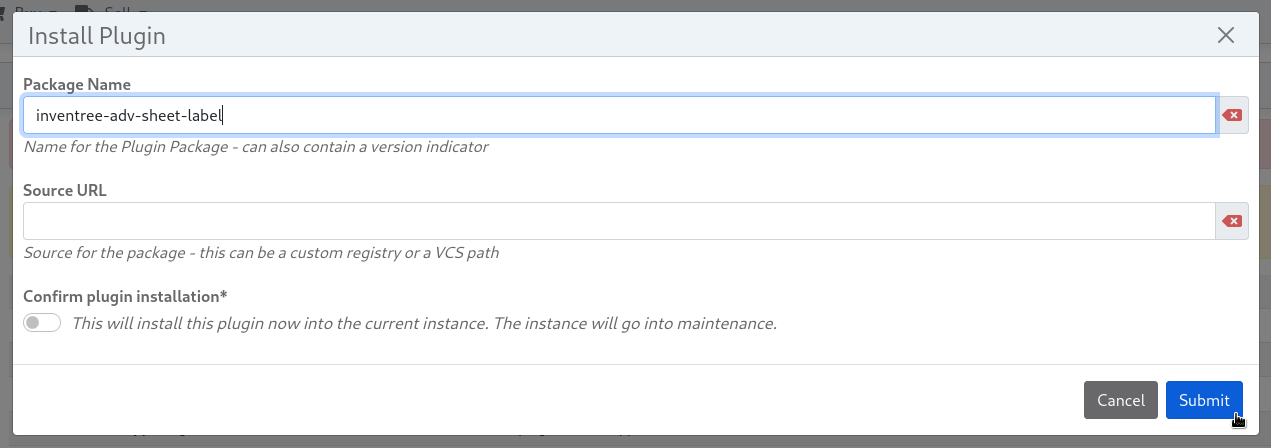 Install Plugin
Package Name
inventree-adv-sheet-label
Name for the Plugin Package - can also contain a version indicator
Source URL
Source for the package - this can be a custom registry or a VCS path
Confirm plugin installation*
This will install this plugin now into the current instance. The instance will go into maintenance.
Cancel Submit